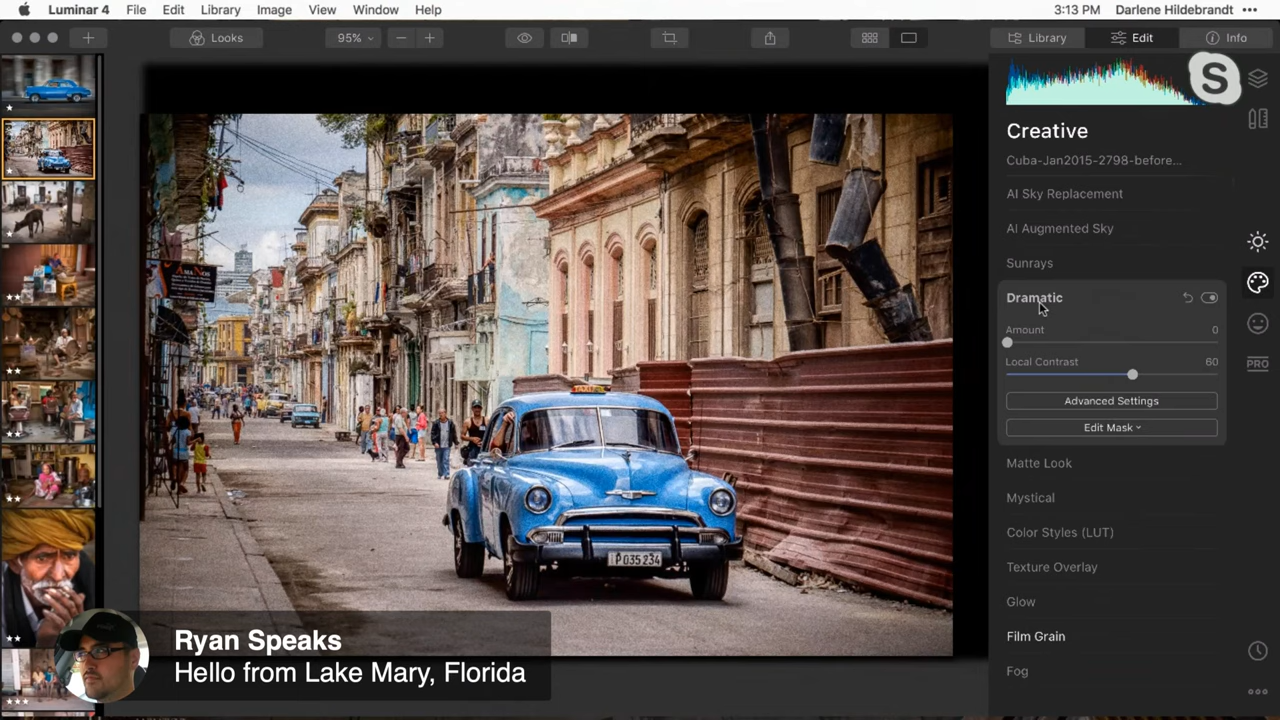 Luminar 4 File Edit Library Image View Window Help 3:13 PM Darlene Hildebrandt
Looks 95% Library Edit Info
S
Creative
Cuba-Jan2015-2798-before...
AI Sky Replacement
AI Augmented Sky
Sunrays
Dramatic
Amount 0
Local Contrast 60
Advanced Settings
Edit Mask
Matte Look
Mystical
Color Styles (LUT)
Texture Overlay
Glow
Film Grain
Fog
PRO
AMA NOS
TAXI
P 035 234
Ryan Speaks
Hello from Lake Mary, Florida